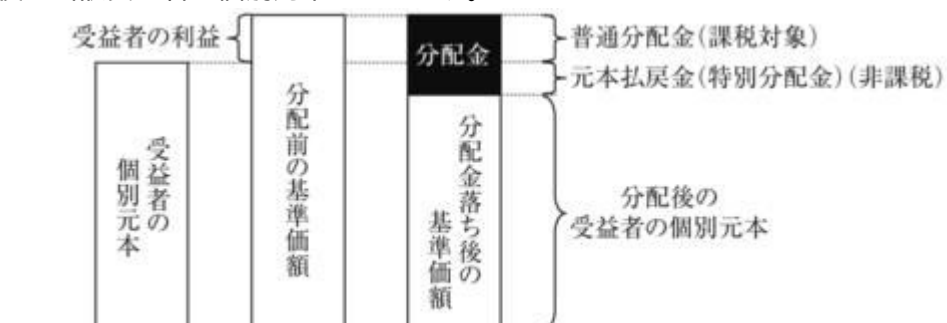 受益者の利益
分配金
普通分配金(課税対象)
元本払戻金(特別分配金)(非課税)
受益者の
個別元本
分配前の基準価額
分配金落ち後の
基準価額
分配後の
受益者の個別元本